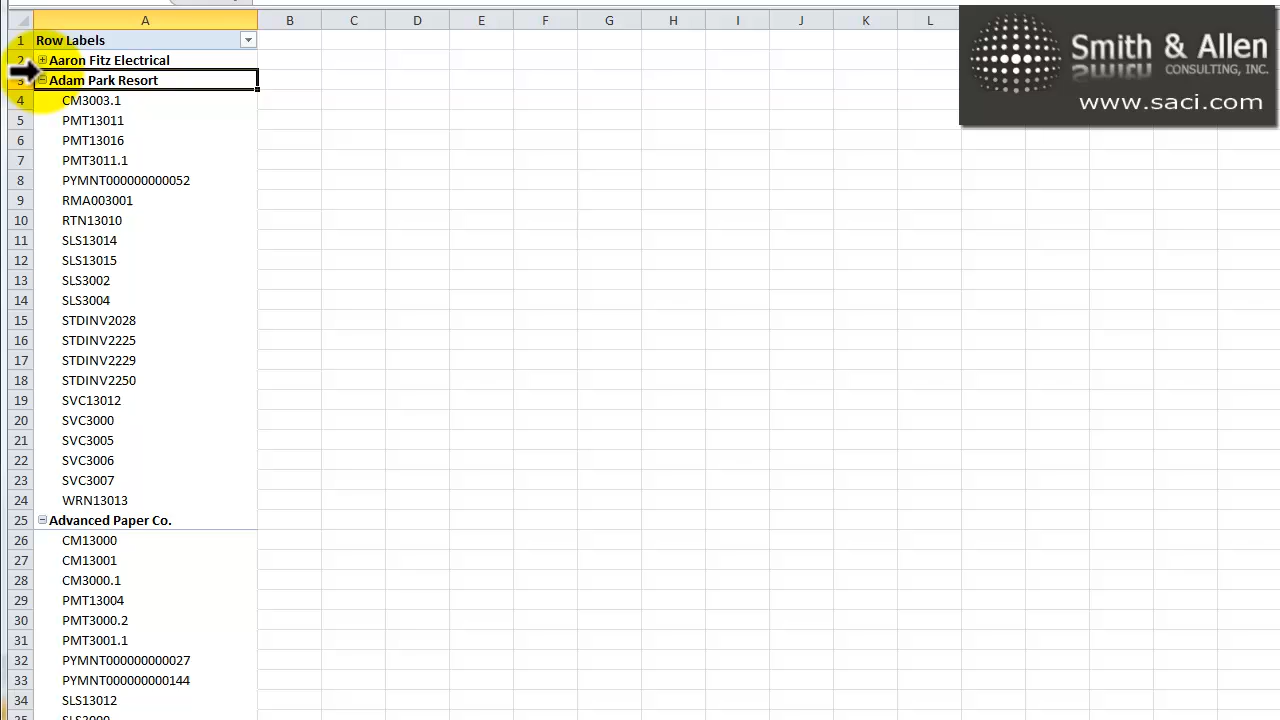 A B C D E F G H I J K L
1 Row Labels
2 Aaron Fitz Electrical
3 Adam Park Resort
4 CM3003.1
5 PMT13011
6 PMT13016
7 PMT3011.1
8 PYMNT000000000052
9 RMA003001
10 RTN13010
11 SLS13014
12 SLS13015
13 SLS3002
14 SLS3004
15 STDINV2028
16 STDINV2225
17 STDINV2229
18 STDINV2250
19 SVC13012
20 SVC3000
21 SVC3005
22 SVC3006
23 SVC3007
24 WRN13013
25 Advanced Paper Co.
26 CM13000
27 CM13001
28 CM3000.1
29 PMT13004
30 PMT3000.2
31 PMT3001.1
32 PYMNT000000000027
33 PYMNT000000000144
34 SLS13012
Smith & Allen
CONSULTING, INC.
www.saci.com